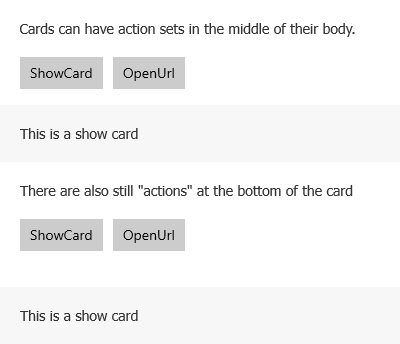 Cards can have action sets in the middle of their body.
ShowCard OpenUrl
This is a show card
There are also still "actions" at the bottom of the card
ShowCard OpenUrl
This is a show card